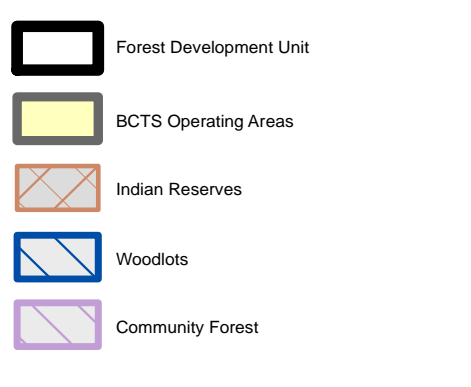 Forest Development Unit
BCTS Operating Areas
Indian Reserves
Woodlots
Community Forest